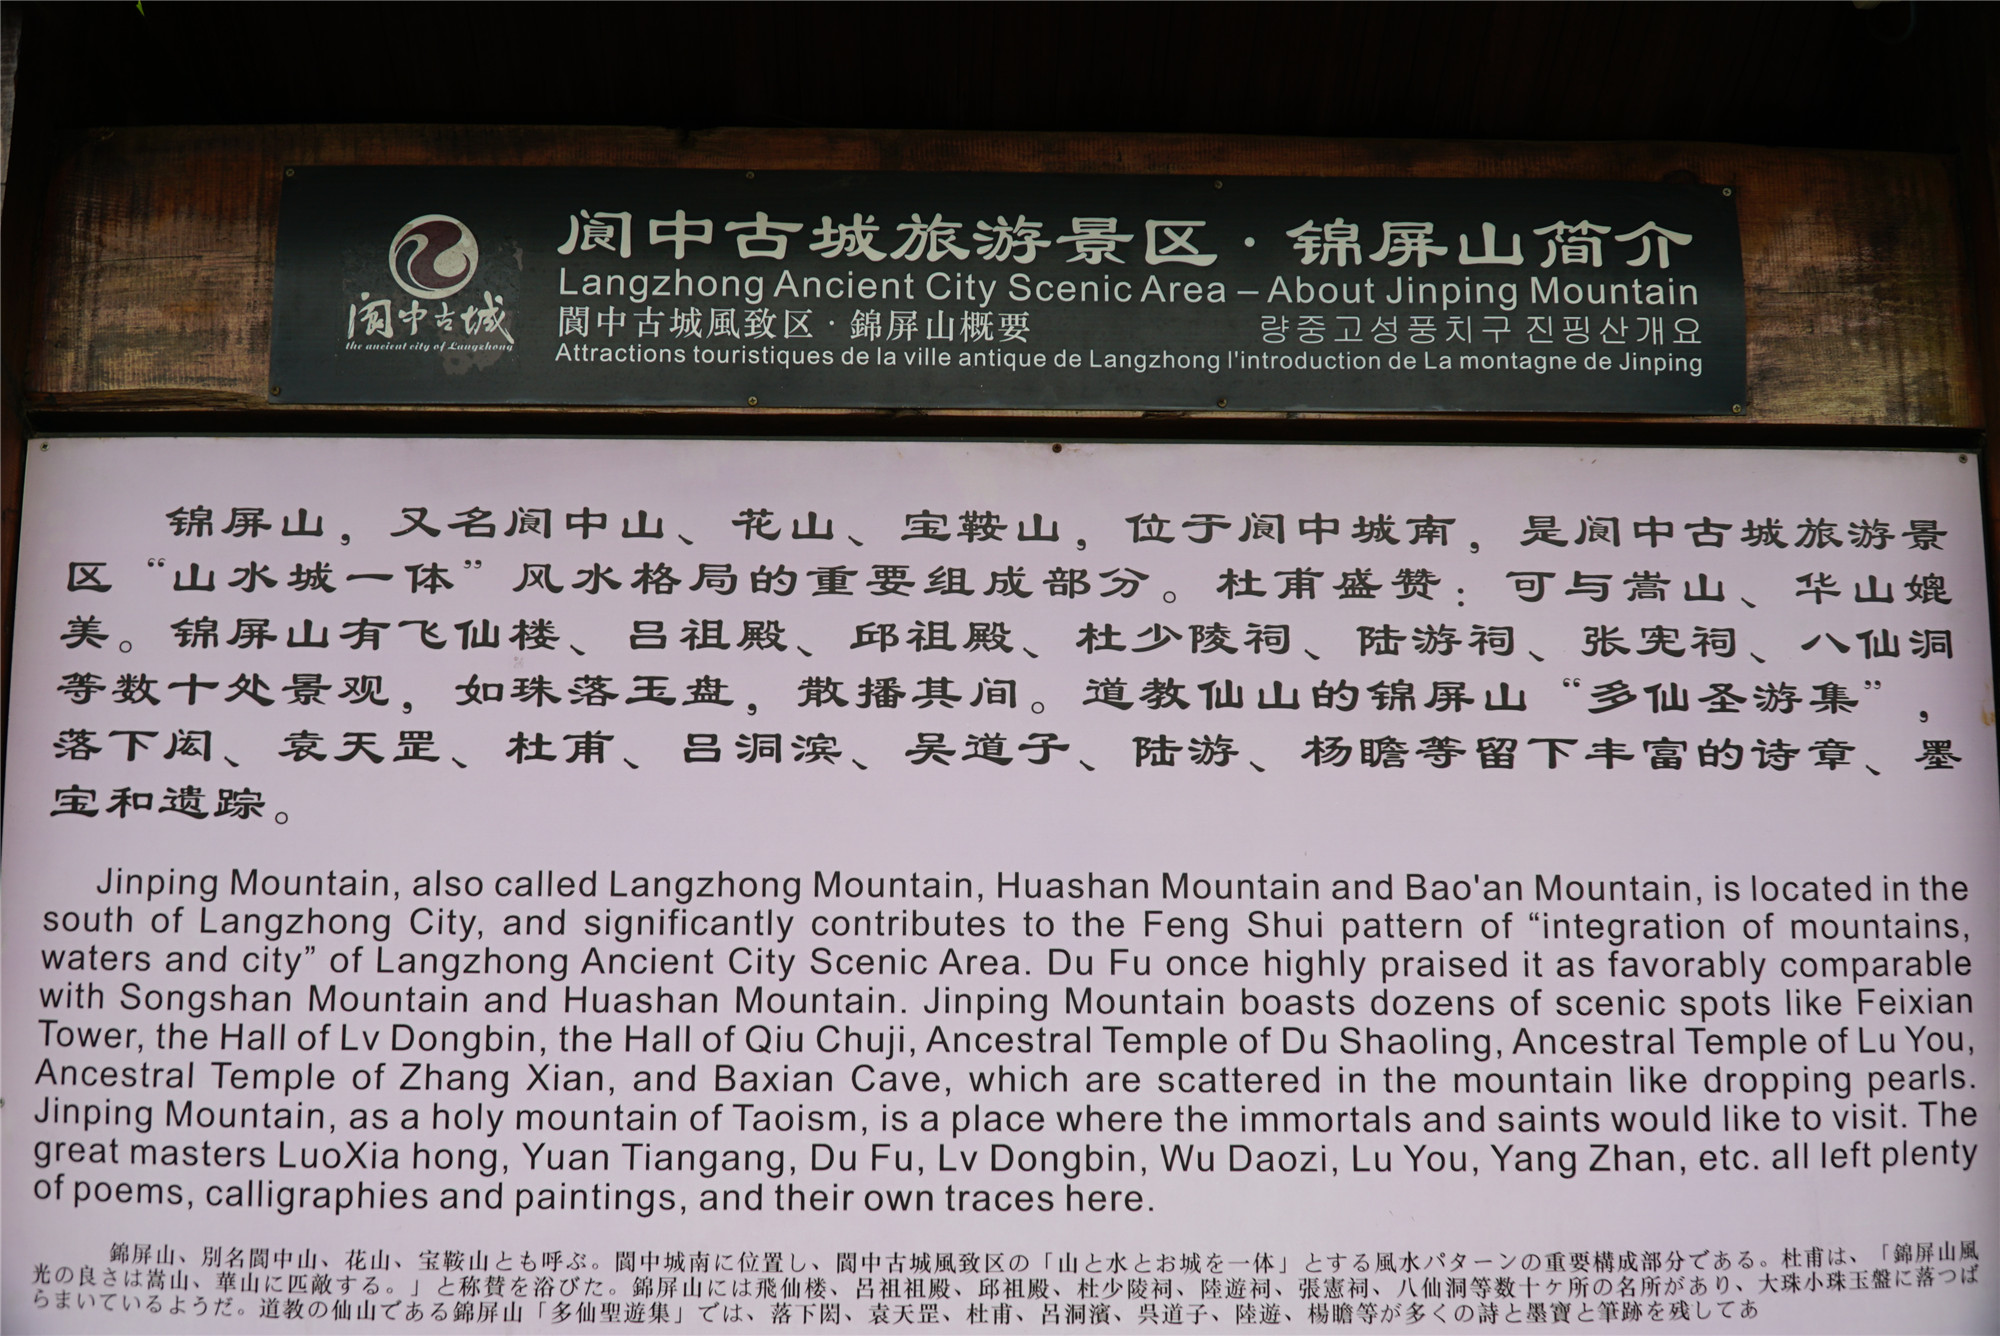 阆中古城旅游景区·锦屏山简介
Langzhong Ancient City Scenic Area – About Jinping Mountain
閬中古城風致区·錦屏山概要
량중고성풍치구 진핑산개요
Attractions touristiques de la ville antique de Langzhong l'introduction de La montagne de Jinping
阆中古城
the ancient city of Langzhong
锦屏山，又名阆中山、花山、宝鞍山，位于阆中城南，是阆中古城旅游景
区“山水城一体”风水格局的重要组成部分。杜甫盛赞：可与嵩山、华山媲
美。锦屏山有飞仙楼、吕祖殿、邱祖殿、杜少陵祠、陆游祠、张宪祠、八仙洞
等数十处景观，如珠落玉盘，散播其间。道教仙山的锦屏山“多仙圣游集”，
落下闳、袁天罡、杜甫、吕洞滨、吴道子、陆游、杨瞻等留下丰富的诗章、墨
宝和遗踪。
Jinping Mountain, also called Langzhong Mountain, Huashan Mountain and Bao'an Mountain, is located in the
south of Langzhong City, and significantly contributes to the Feng Shui pattern of “integration of mountains,
waters and city” of Langzhong Ancient City Scenic Area. Du Fu once highly praised it as favorably comparable
with Songshan Mountain and Huashan Mountain. Jinping Mountain boasts dozens of scenic spots like Feixian
Tower, the Hall of Lv Dongbin, the Hall of Qiu Chuji, Ancestral Temple of Du Shaoling, Ancestral Temple of Lu You,
Ancestral Temple of Zhang Xian, and Baxian Cave, which are scattered in the mountain like dropping pearls.
Jinping Mountain, as a holy mountain of Taoism, is a place where the immortals and saints would like to visit. The
great masters LuoXia hong, Yuan Tiangang, Du Fu, Lv Dongbin, Wu Daozi, Lu You, Yang Zhan, etc. all left plenty
of poems, calligraphies and paintings, and their own traces here.
錦屏山、別名閬中山、花山、宝鞍山とも呼ぶ。閬中城南に位置し、閬中古城風致区の「山と水とお城を一体」とする風水パターンの重要構成部分である。杜甫は、「錦屏山風
光の良さは嵩山、華山に匹敵する。」と称賛を浴びた。錦屏山には飛仙楼、呂祖祖殿、邱祖殿、杜少陵祠、陸遊祠、張憲祠、八仙洞等数十ケ所の名所があり、大珠小珠玉盤に落つば
らまいているようだ。道教の仙山である錦屏山「多仙聖遊集」では、落下閎、袁天罡、杜甫、呂洞濱、呉道子、陸遊、楊瞻等が多くの詩と墨寶と筆跡を残してあ